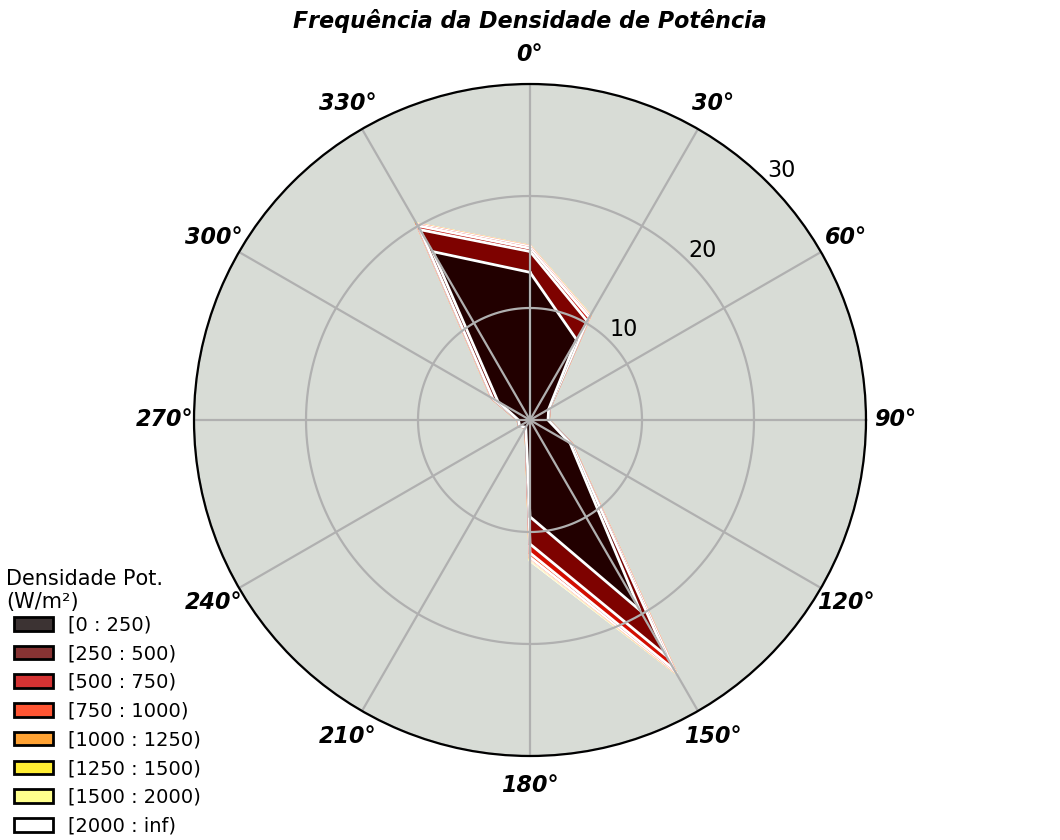 Frequência da Densidade de Potência
0°
330°
30°
30
300°
60°
20
10
270°
90°
Densidade Pot.
(W/m²)
240°
120°
[0 : 250)
[250 : 500)
[500 : 750)
[750 : 1000)
210°
150°
[1000 : 1250)
[1250 : 1500)
180°
[1500 : 2000)
[2000 : inf)